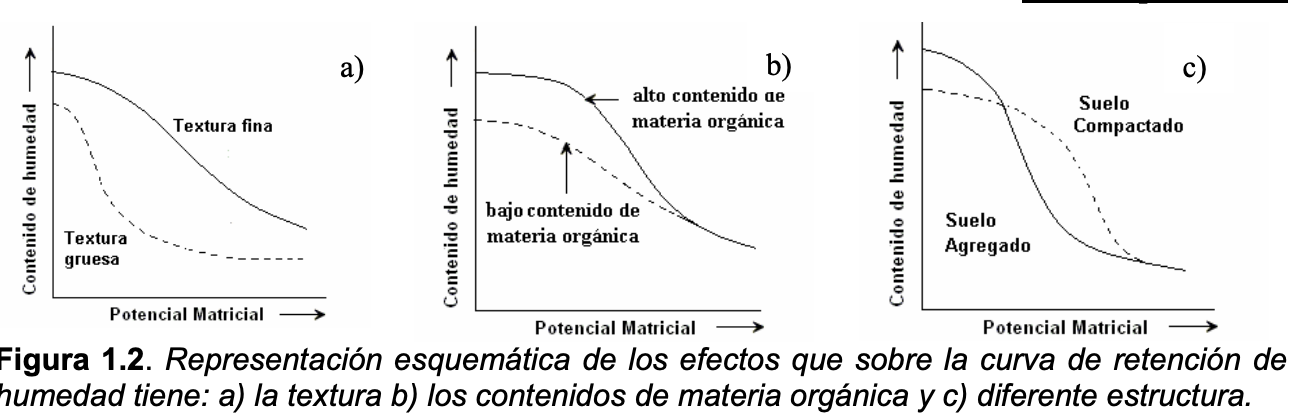 a)
Contenido de humedad
Textura fina
Textura
gruesa
Potencial Matricial
b)
Contenido de humedad
alto contenido de
materia orgánica
bajo contenido de
materia orgánica
Potencial Matricial
c)
Contenido de humedad
Suelo
Compactado
Suelo
Agregado
Potencial Matricial
Figura 1.2. Representación esquemática de los efectos que sobre la curva de retención de
humedad tiene: a) la textura b) los contenidos de materia orgánica y c) diferente estructura.